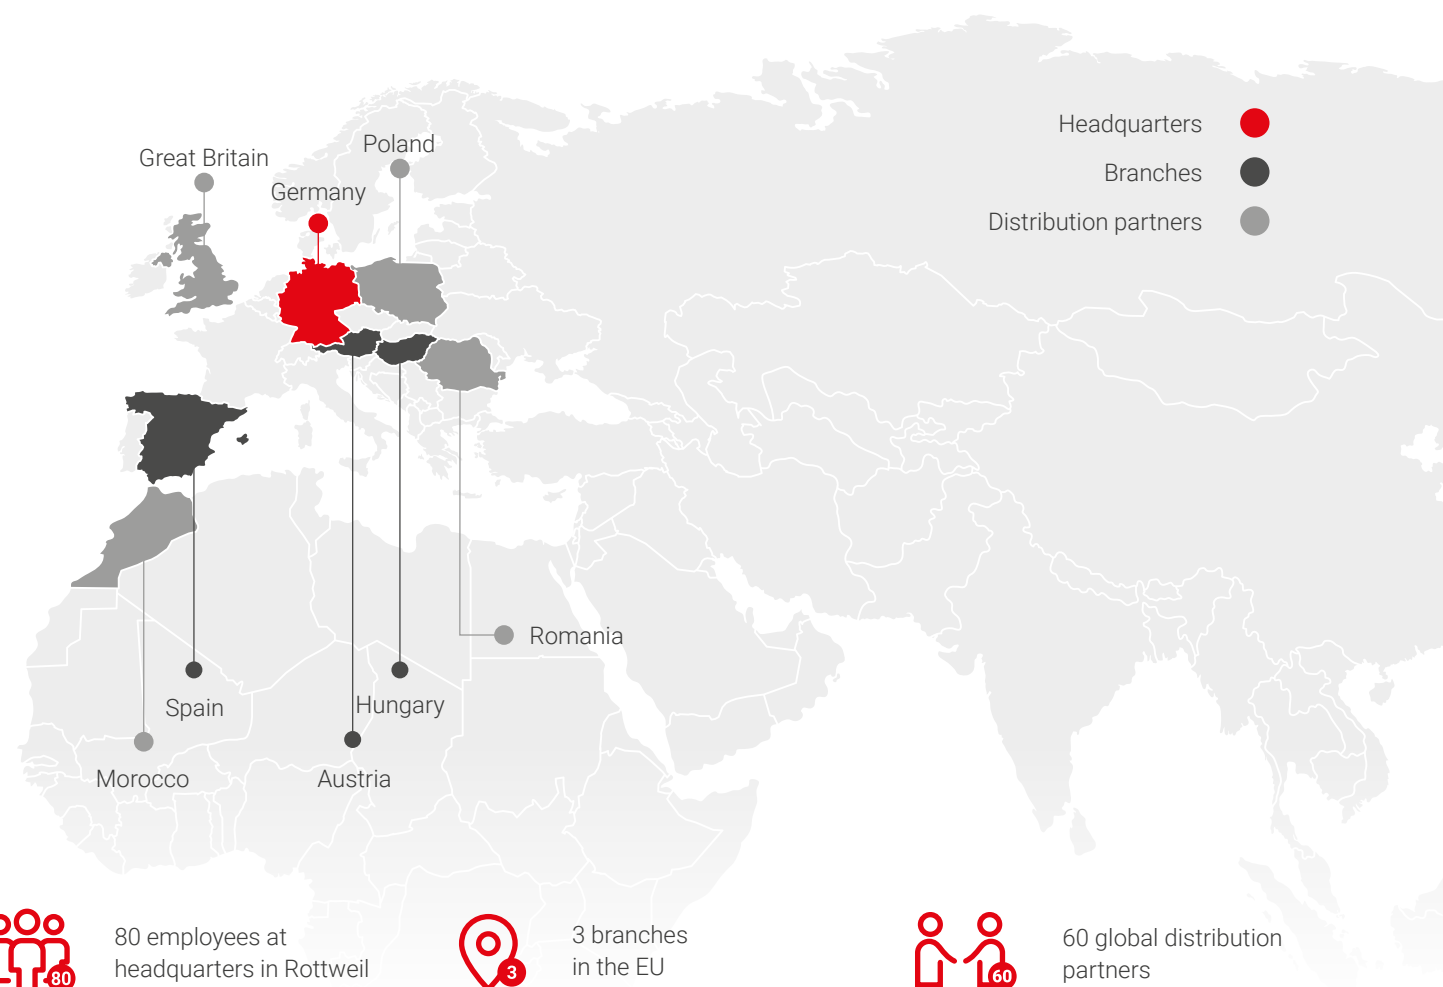 Great Britain
Poland
Germany
Headquarters
Branches
Distribution partners
Romania
Spain
Hungary
Morocco
Austria
80
80 employees at
headquarters in Rottweil
3
3 branches
in the EU
60
60 global distribution
partners